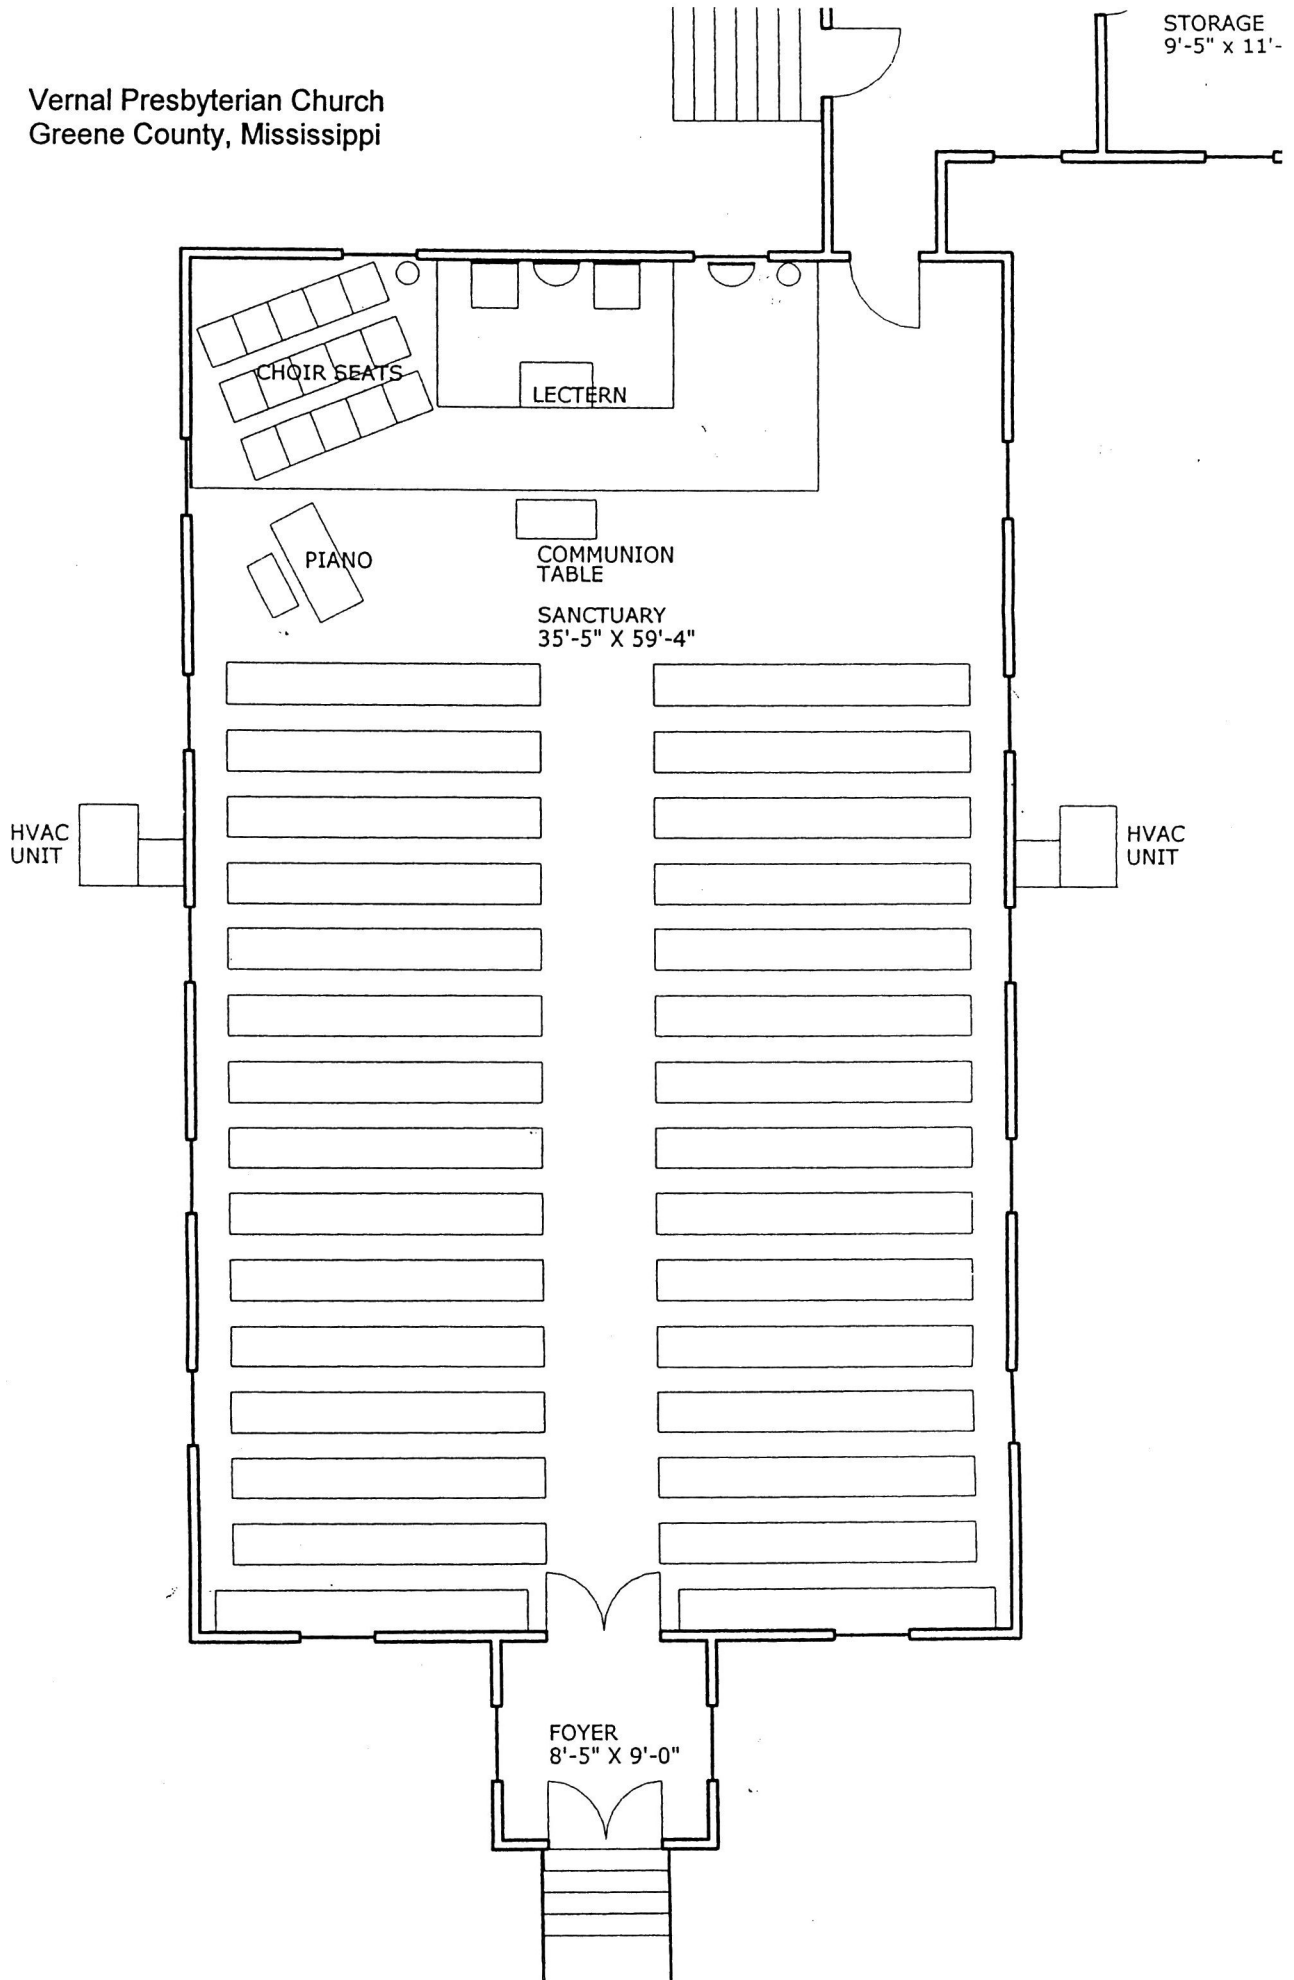 STORAGE
9'-5" x 11'-
Vernal Presbyterian Church
Greene County, Mississippi
CHOIR SEATS
LECTERN
PIANO
COMMUNION
TABLE
SANCTUARY
35'-5" X 59'-4"
HVAC
UNIT
HVAC
UNIT
FOYER
8'-5" X 9'-0"